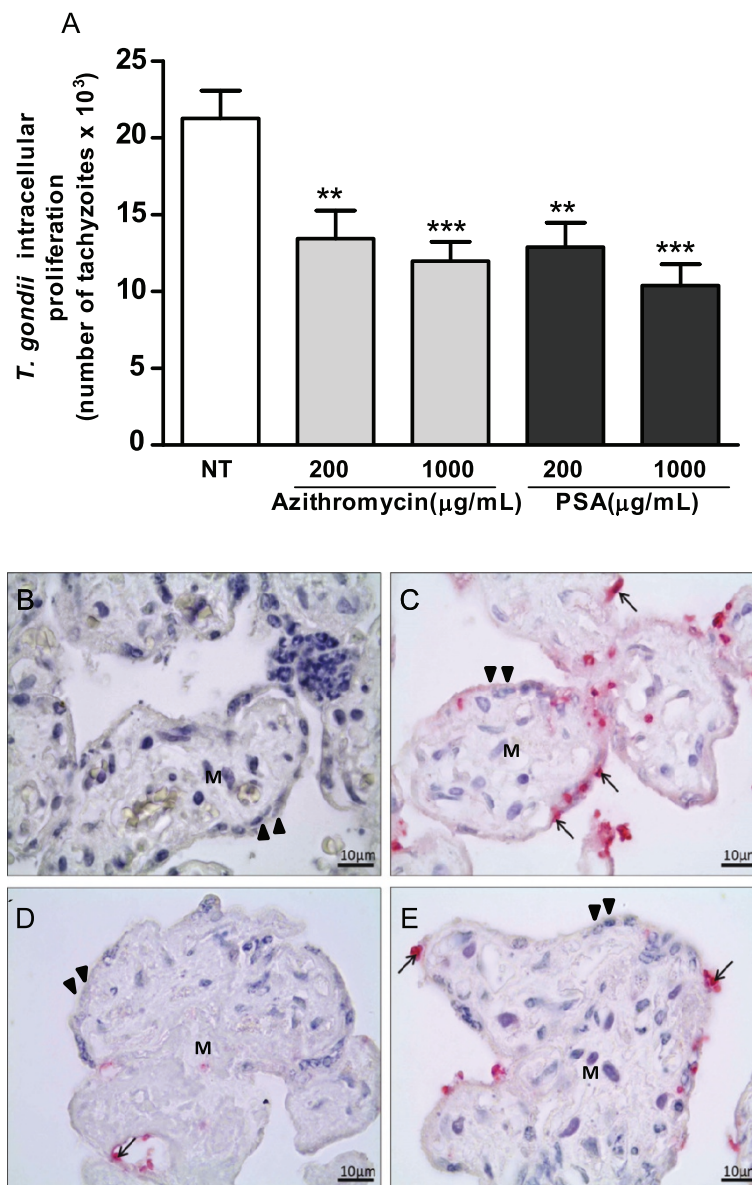 A
T. gondii intracellular
proliferation
(number of tachyzoites x 10³)
25
20
15
10
5
0
**
***
**
***
NT
200
1000
200
1000
Azithromycin(μg/mL)
PSA(μg/mL)
B
M
10μm
C
M
10μm
D
M
10μm
E
M
10μm